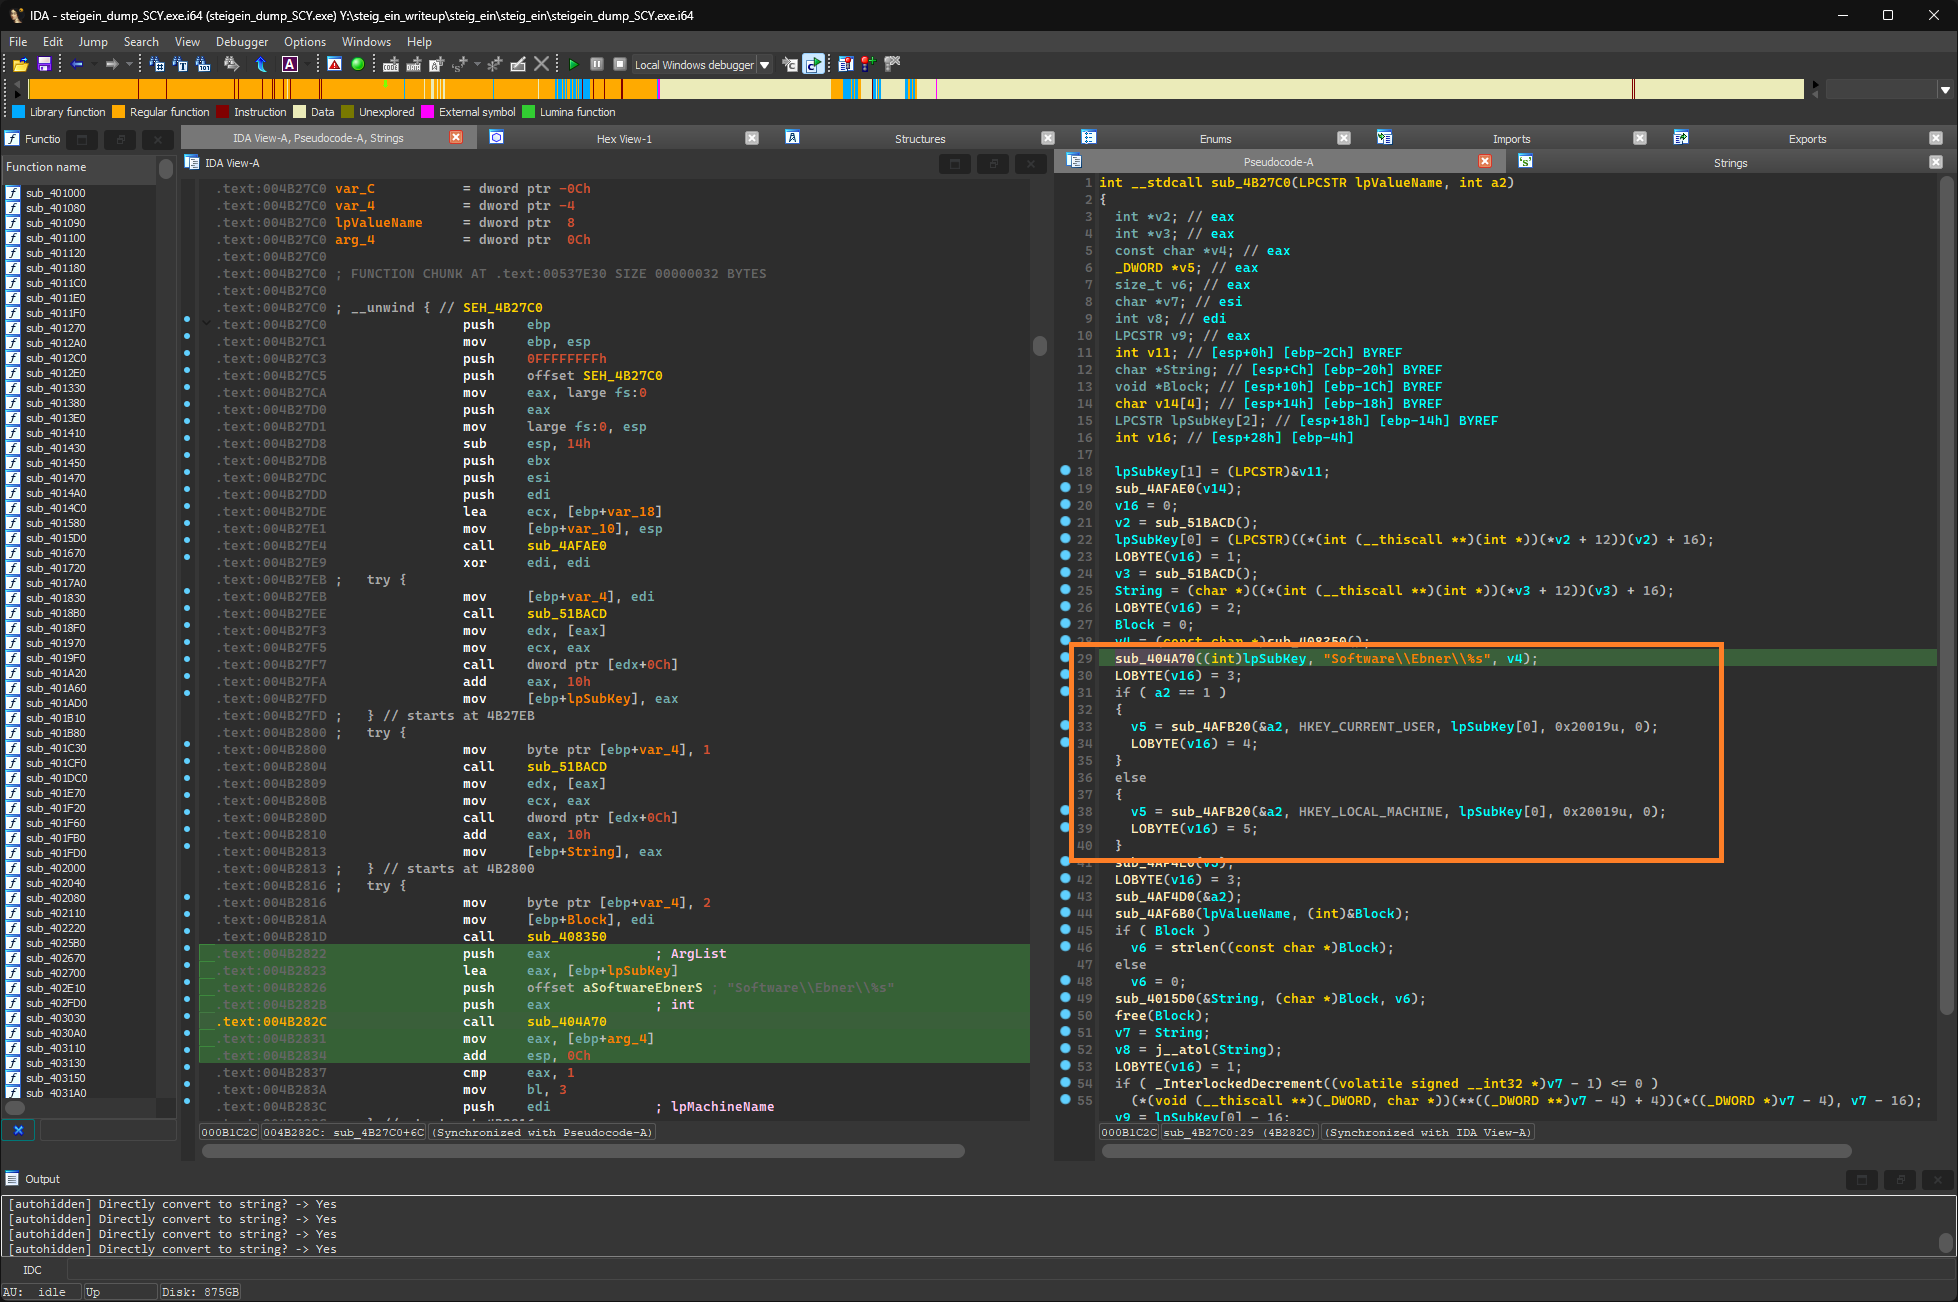 IDA - steigein_dump_SCY.exe.i64 (steigein_dump_SCY.exe) Y:\steig_ein_writeup\steig_ein\steig_ein\steigein_dump_SCY.exe.i64
File Edit Jump Search View Debugger Options Windows Help
Local Windows debugger
Library function Regular function Instruction Data Unexplored External symbol Lumina function
Functio
IDA View-A, Pseudocode-A, Strings
Hex View-1
Structures
Enums
Imports
Exports
Function name
sub_401000
sub_401080
sub_401090
sub_401100
sub_401120
sub_401180
sub_4011C0
sub_4011E0
sub_4011F0
sub_401270
sub_4012A0
sub_4012C0
sub_4012E0
sub_401330
sub_401380
sub_4013E0
sub_401410
sub_401430
sub_401450
sub_401470
sub_4014A0
sub_4014C0
sub_401580
sub_4015D0
sub_401670
sub_401720
sub_4017A0
sub_401830
sub_4018B0
sub_4018F0
sub_401970
sub_4019F0
sub_401A20
sub_401A60
sub_401AD0
sub_401B10
sub_401B80
sub_401C30
sub_401CF0
sub_401DC0
sub_401E70
sub_401F20
sub_401F60
sub_401FB0
sub_401FD0
sub_402000
sub_402040
sub_402080
sub_402110
sub_402220
sub_4025B0
sub_402670
sub_402700
sub_402E10
sub_402FD0
sub_403030
sub_4030A0
sub_403110
sub_403130
sub_403150
sub_4031A0
IDA View-A
.text:004B27C0 var_C = dword ptr -0Ch
.text:004B27C0 var_4 = dword ptr -4
.text:004B27C0 lpValueName = dword ptr 8
.text:004B27C0 arg_4 = dword ptr 0Ch
.text:004B27C0
.text:004B27C0 ; FUNCTION CHUNK AT .text:00537E30 SIZE 00000032 BYTES
.text:004B27C0
.text:004B27C0 ; __unwind { // SEH_4B27C0
.text:004B27C0 push ebp
.text:004B27C1 mov ebp, esp
.text:004B27C3 push 0FFFFFFFFh
.text:004B27C5 push offset SEH_4B27C0
.text:004B27CA mov eax, large fs:0
.text:004B27D0 push eax
.text:004B27D1 mov large fs:0, esp
.text:004B27D8 sub esp, 14h
.text:004B27DB push ebx
.text:004B27DC push esi
.text:004B27DD push edi
.text:004B27DE lea ecx, [ebp+var_18]
.text:004B27E1 mov [ebp+var_10], esp
.text:004B27E4 call sub_4AFAE0
.text:004B27E9 xor edi, edi
.text:004B27EB ; try {
.text:004B27EB mov [ebp+var_4], edi
.text:004B27EE call sub_51BACD
.text:004B27F3 mov edx, [eax]
.text:004B27F5 mov ecx, eax
.text:004B27F7 call dword ptr [edx+0Ch]
.text:004B27FA add eax, 10h
.text:004B27FD mov [ebp+lpSubKey], eax
.text:004B27FD ; } // starts at 4B27EB
.text:004B2800 ; try {
.text:004B2800 mov byte ptr [ebp+var_4], 1
.text:004B2804 call sub_51BACD
.text:004B2809 mov edx, [eax]
.text:004B280B mov ecx, eax
.text:004B280D call dword ptr [edx+0Ch]
.text:004B2810 add eax, 10h
.text:004B2813 mov [ebp+String], eax
.text:004B2813 ; } // starts at 4B2800
.text:004B2816 ; try {
.text:004B2816 mov byte ptr [ebp+var_4], 2
.text:004B281A mov [ebp+Block], edi
.text:004B281D call sub_408350
.text:004B2822 push eax ; ArgList
.text:004B2823 lea eax, [ebp+lpSubKey]
.text:004B2826 push offset aSoftwareEbnerS ; "Software\\Ebner\\%s"
.text:004B282B push eax ; int
.text:004B282C call sub_404A70
.text:004B2831 mov eax, [ebp+arg_4]
.text:004B2834 add esp, 0Ch
.text:004B2837 cmp eax, 1
.text:004B283A mov bl, 3
.text:004B283C push edi ; lpMachineName
000B1C2C 004B282C: sub_4B27C0+6C (Synchronized with Pseudocode-A)
Pseudocode-A
Strings
1 int __stdcall sub_4B27C0(LPCSTR lpValueName, int a2)
2 {
3 int *v2; // eax
4 int *v3; // eax
5 const char *v4; // eax
6 _DWORD *v5; // eax
7 size_t v6; // eax
8 char *v7; // esi
9 int v8; // edi
10 LPCSTR v9; // eax
11 int v11; // [esp+0h] [ebp-2Ch] BYREF
12 char *String; // [esp+Ch] [ebp-20h] BYREF
13 void *Block; // [esp+10h] [ebp-1Ch] BYREF
14 char v14[4]; // [esp+14h] [ebp-18h] BYREF
15 LPCSTR lpSubKey[2]; // [esp+18h] [ebp-14h] BYREF
16 int v16; // [esp+28h] [ebp-4h]
17
18 lpSubKey[1] = (LPCSTR)&v11;
19 sub_4AFAE0(v14);
20 v16 = 0;
21 v2 = sub_51BACD();
22 lpSubKey[0] = (LPCSTR)((*(int (__thiscall **)(int *))(*v2 + 12))(v2) + 16);
23 LOBYTE(v16) = 1;
24 v3 = sub_51BACD();
25 String = (char *)((*(int (__thiscall **)(int *))(*v3 + 12))(v3) + 16);
26 LOBYTE(v16) = 2;
27 Block = 0;
28 v4 = (const char *)sub_408350();
29 sub_404A70((int)lpSubKey, "Software\\Ebner\\%s", v4);
30 LOBYTE(v16) = 3;
31 if ( a2 == 1 )
32 {
33 v5 = sub_4AFB20(&a2, HKEY_CURRENT_USER, lpSubKey[0], 0x20019u, 0);
34 LOBYTE(v16) = 4;
35 }
36 else
37 {
38 v5 = sub_4AFB20(&a2, HKEY_LOCAL_MACHINE, lpSubKey[0], 0x20019u, 0);
39 LOBYTE(v16) = 5;
40 }
41 sub_4AF4E0(v5);
42 LOBYTE(v16) = 3;
43 sub_4AF4D0(&a2);
44 sub_4AF6B0(lpValueName, (int)&Block);
45 if ( Block )
46 v6 = strlen((const char *)Block);
47 else
48 v6 = 0;
49 sub_4015D0(&String, (char *)Block, v6);
50 free(Block);
51 v7 = String;
52 v8 = j__atol(String);
53 LOBYTE(v16) = 1;
54 if ( _InterlockedDecrement((volatile signed __int32 *)v7 - 1) <= 0 )
55 (*(void (__thiscall **)(_DWORD, char *))(**((_DWORD **)v7 - 4) + 4))(*((_DWORD *)v7 - 4), v7 - 16);
v9 = lpSubKey[0] - 16;
000B1C2C sub_4B27C0:29 (4B282C) (Synchronized with IDA View-A)
Output
[autohidden] Directly convert to string? -> Yes
[autohidden] Directly convert to string? -> Yes
[autohidden] Directly convert to string? -> Yes
[autohidden] Directly convert to string? -> Yes
IDC
AU: idle Up Disk: 875GB